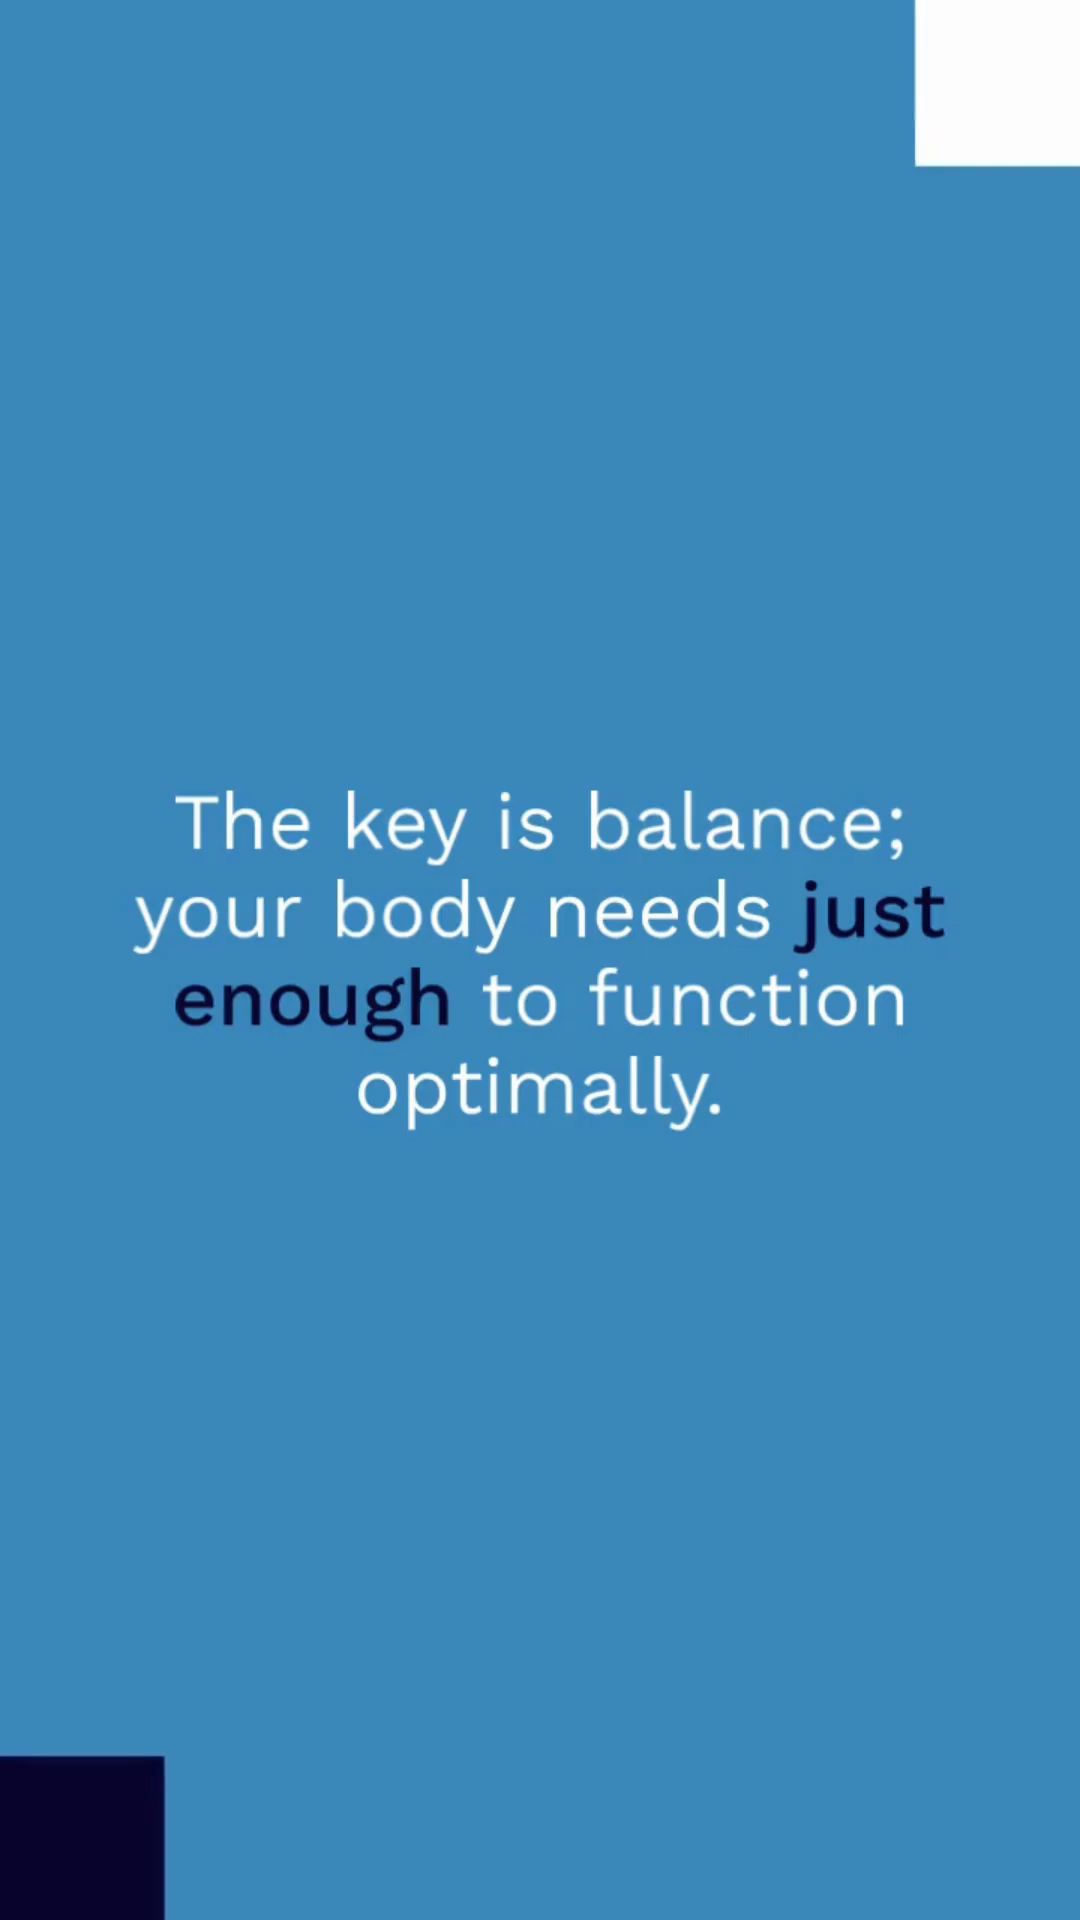 The key is balance;
your body needs just
enough to function
optimally.